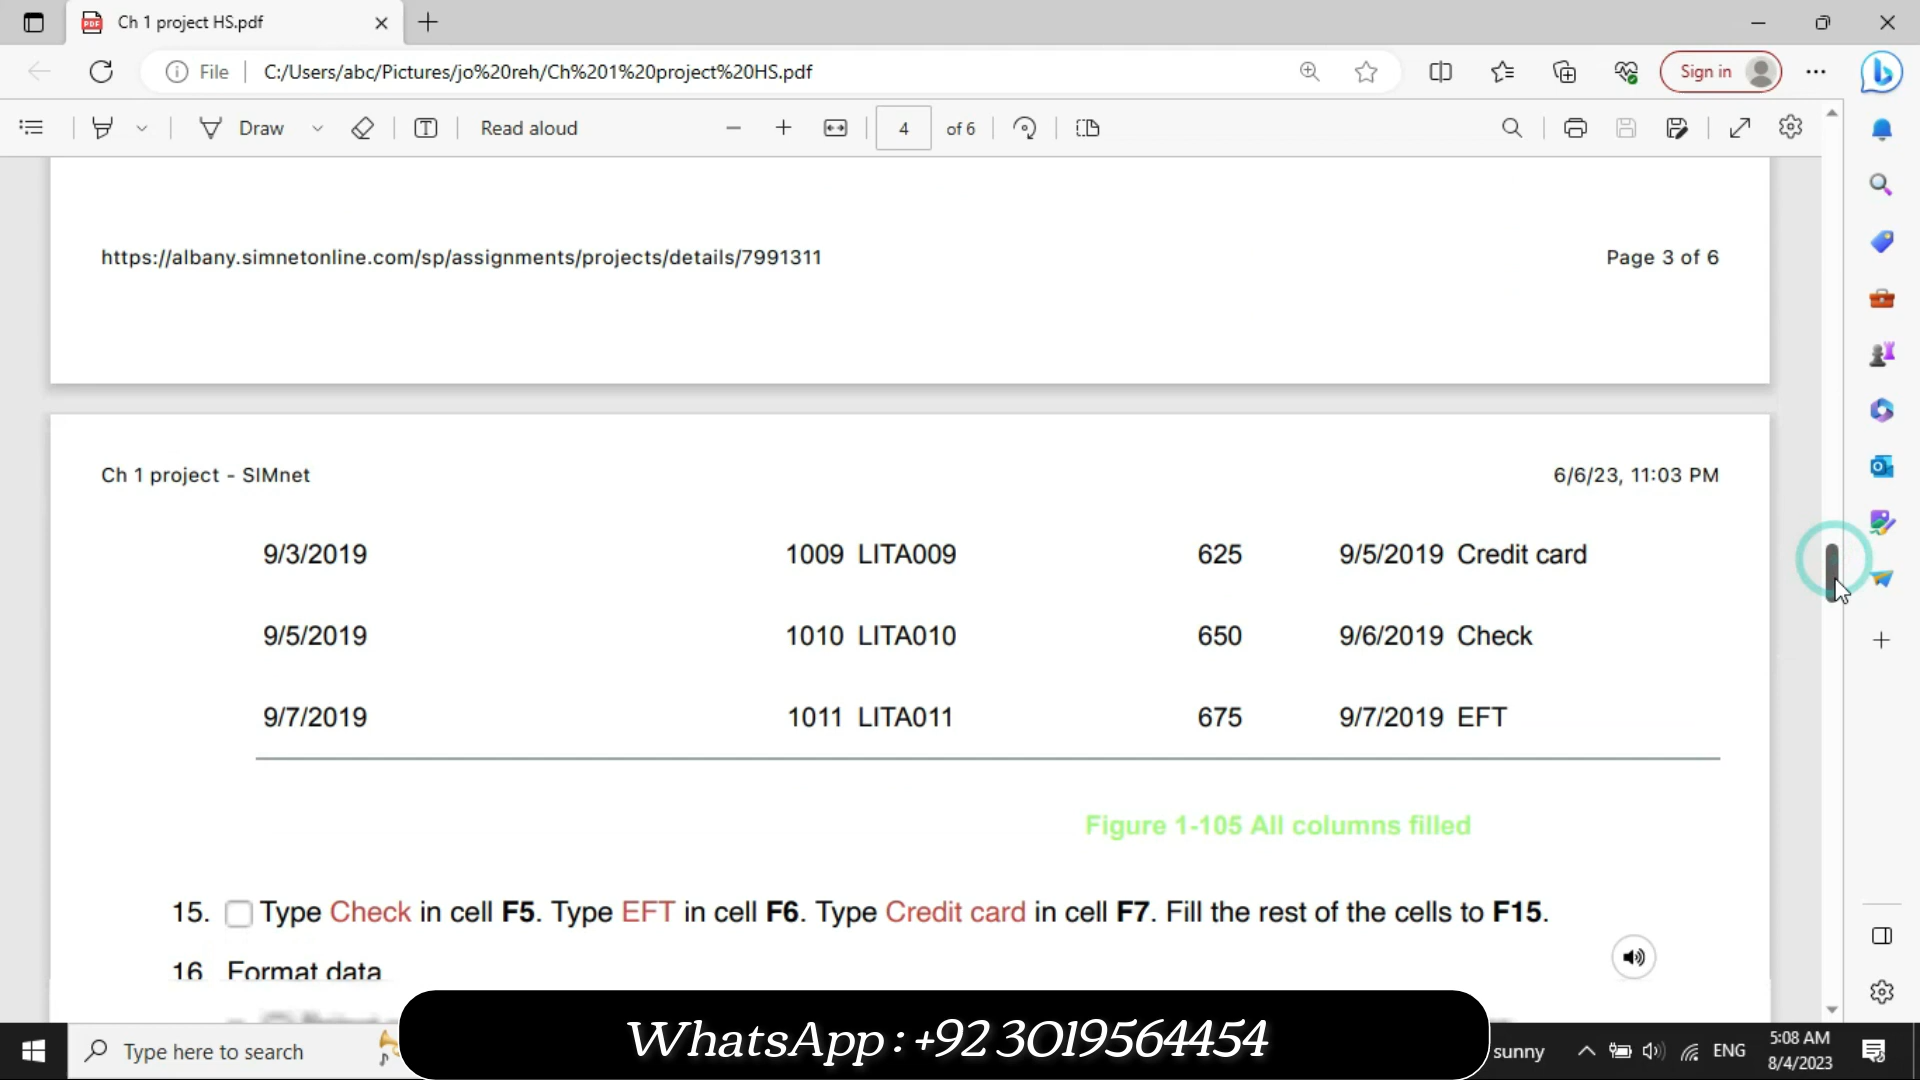 Ch 1 project HS.pdf
File
C:/Users/abc/Pictures/jo%20reh/Ch%201%20project%20HS.pdf
Sign in
Draw
Read aloud
4
of 6
https://albany.simnetonline.com/sp/assignments/projects/details/7991311
Page 3 of 6
Ch 1 project - SIMnet
6/6/23, 11:03 PM
9/3/2019 1009 LITA009 625 9/5/2019 Credit card
9/5/2019 1010 LITA010 650 9/6/2019 Check
9/7/2019 1011 LITA011 675 9/7/2019 EFT
Figure 1-105 All columns filled
15. Type Check in cell F5. Type EFT in cell F6. Type Credit card in cell F7. Fill the rest of the cells to F15.
16 Format data
WhatsApp : +92 3019564454
Type here to search
sunny
ENG
5:08 AM
8/4/2023